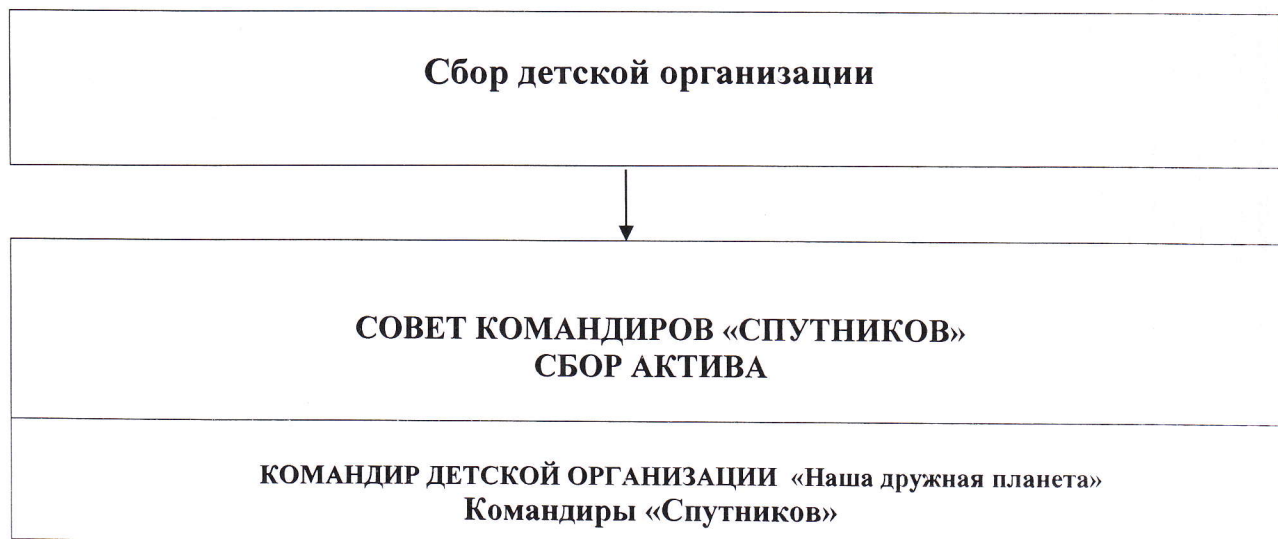 Сбор детской организации
СОВЕТ КОМАНДИРОВ «СПУТНИКОВ»
СБОР АКТИВА
КОМАНДИР ДЕТСКОЙ ОРГАНИЗАЦИИ «Наша дружная планета»
Командиры «Спутников»